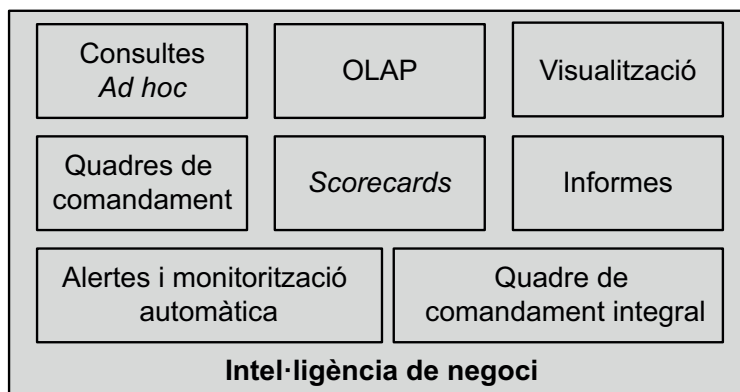 Consultes
Ad hoc
OLAP
Visualització
Quadres de
comandament
Scorecards
Informes
Alertes i monitorització
automàtica
Quadre de
comandament integral
Intel·ligència de negoci